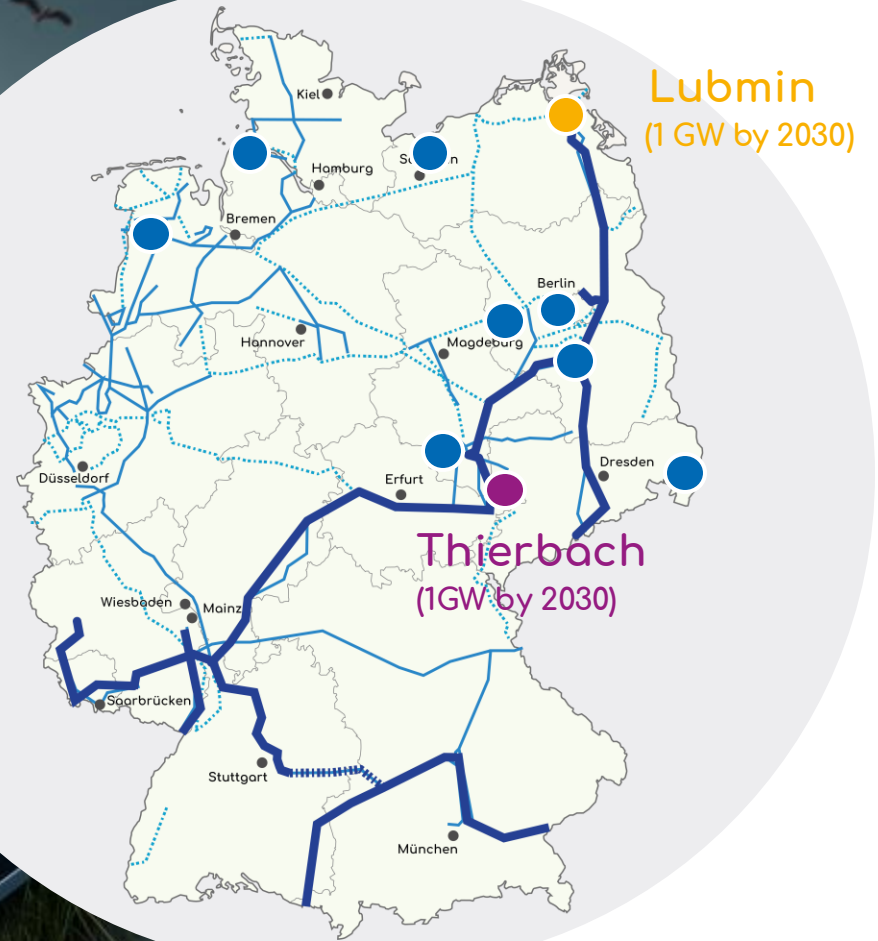 Lubmin
(1 GW by 2030)
Kiel
Hamburg
Bremen
Berlin
Hannover
Magdeburg
Düsseldorf
Erfurt
Dresden
Thierbach
(1GW by 2030)
Wiesbaden
Mainz
Saarbrücken
Stuttgart
München